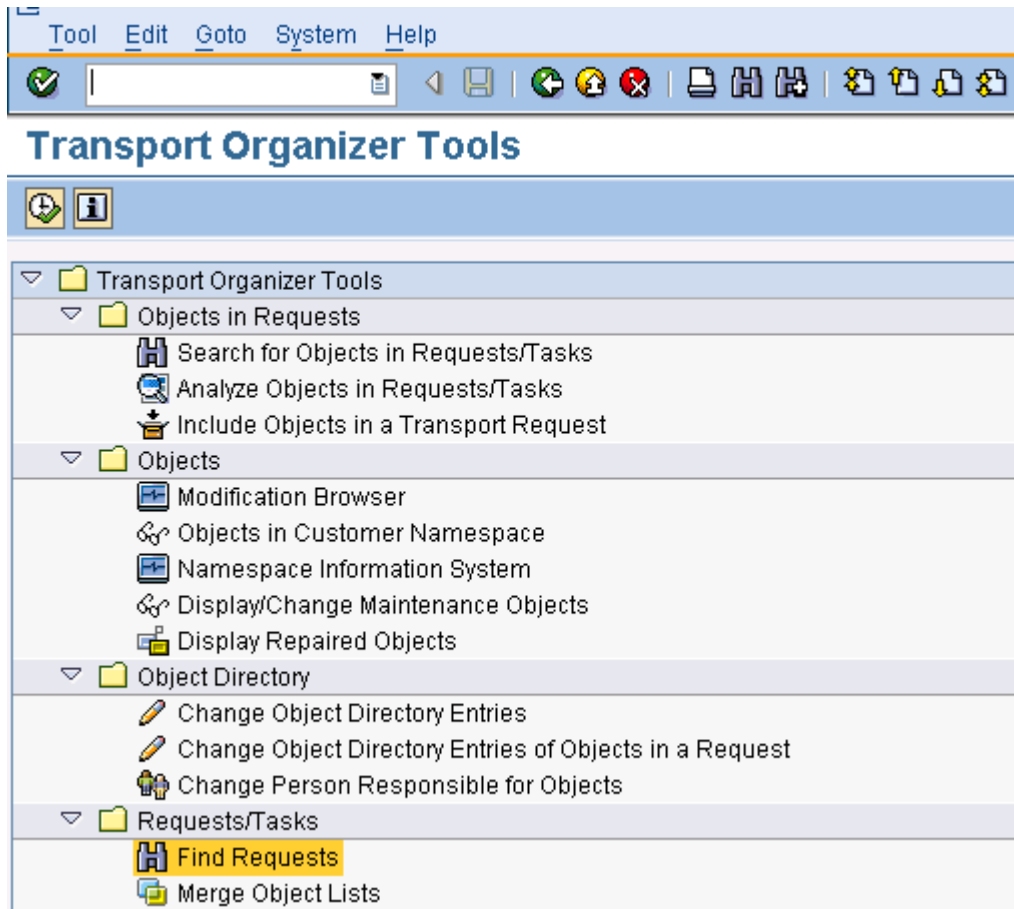 Tool Edit Goto System Help
Transport Organizer Tools
Transport Organizer Tools
Objects in Requests
Search for Objects in Requests/Tasks
Analyze Objects in Requests/Tasks
Include Objects in a Transport Request
Objects
Modification Browser
Objects in Customer Namespace
Namespace Information System
Display/Change Maintenance Objects
Display Repaired Objects
Object Directory
Change Object Directory Entries
Change Object Directory Entries of Objects in a Request
Change Person Responsible for Objects
Requests/Tasks
Find Requests
Merge Object Lists